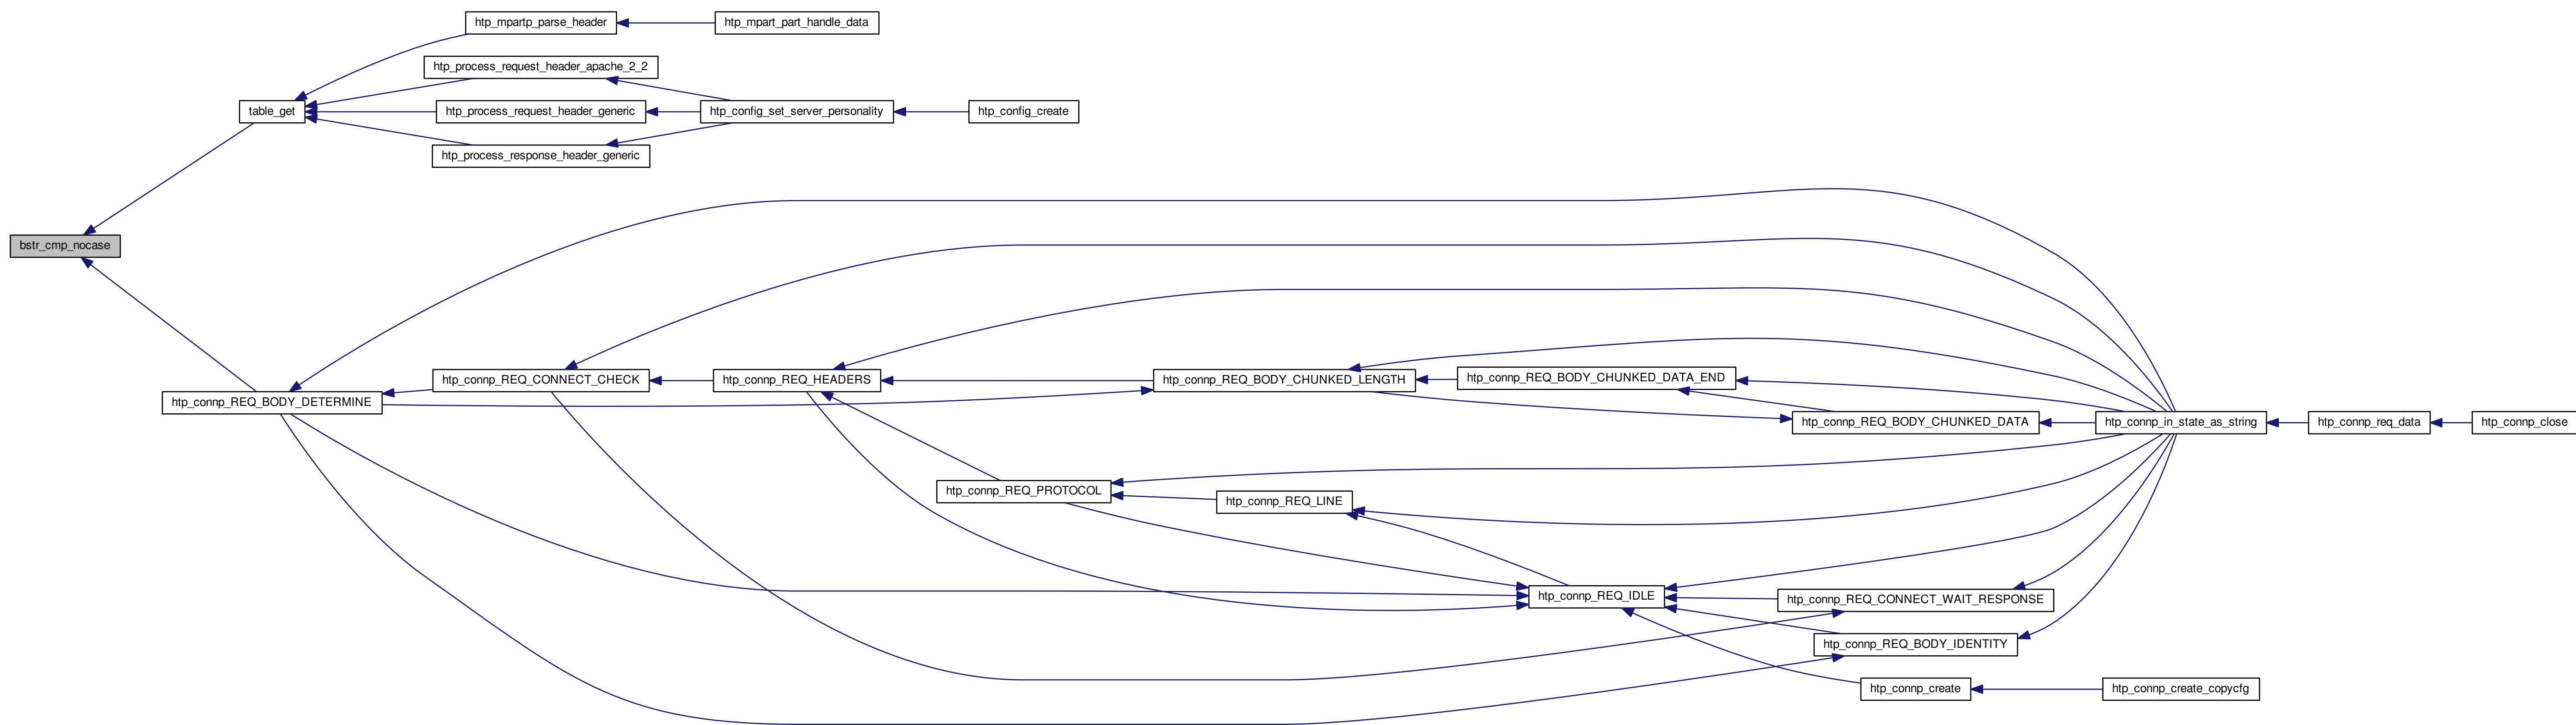 htp_mpartp_parse_header
htp_mpart_part_handle_data
htp_process_request_header_apache_2_2
table_get
htp_process_request_header_generic
htp_config_set_server_personality
htp_config_create
htp_process_response_header_generic
bstr_cmp_nocase
htp_connp_REQ_BODY_DETERMINE
htp_connp_REQ_CONNECT_CHECK
htp_connp_REQ_HEADERS
htp_connp_REQ_BODY_CHUNKED_LENGTH
htp_connp_REQ_BODY_CHUNKED_DATA_END
htp_connp_REQ_BODY_CHUNKED_DATA
htp_connp_in_state_as_string
htp_connp_req_data
htp_connp_close
htp_connp_REQ_PROTOCOL
htp_connp_REQ_LINE
htp_connp_REQ_IDLE
htp_connp_REQ_CONNECT_WAIT_RESPONSE
htp_connp_REQ_BODY_IDENTITY
htp_connp_create
htp_connp_create_copycfg